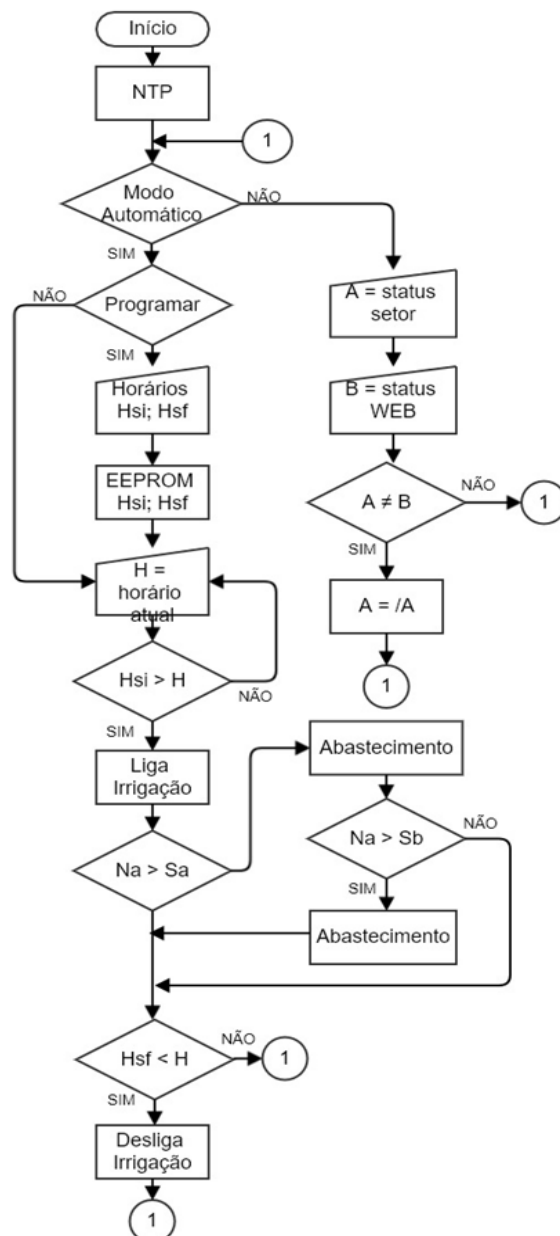 Início
NTP
1
Modo
Automático
NÃO
SIM
NÃO
Programar
SIM
Horários
Hsi; Hsf
EEPROM
Hsi; Hsf
H =
horário
atual
Hsi > H
NÃO
SIM
Liga
Irrigação
Na > Sa
A = status
setor
B = status
WEB
A ≠ B
NÃO
1
SIM
A = /A
1
Abastecimento
Na > Sb
NÃO
SIM
Abastecimento
Hsf < H
NÃO
1
SIM
Desliga
Irrigação
1